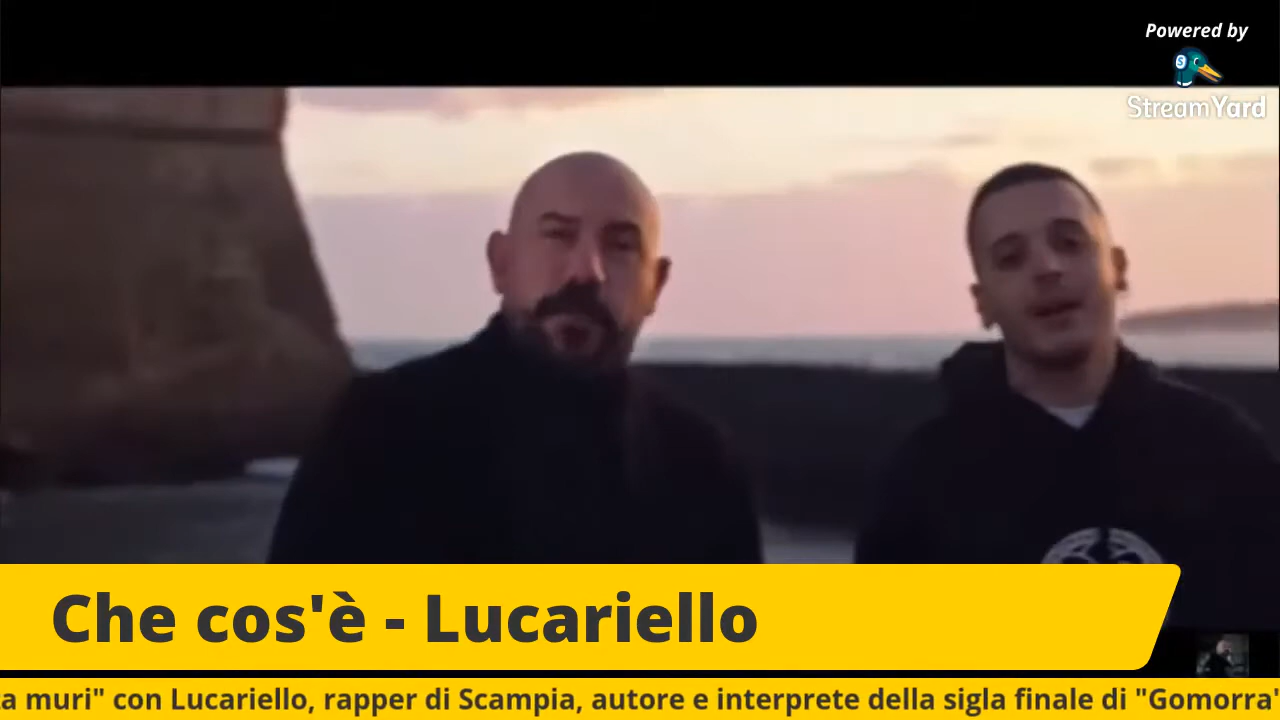 Powered by
StreamYard
Che cos'è - Lucariello
a muri" con Lucariello, rapper di Scampia, autore e interprete della sigla finale di "Gomorra"